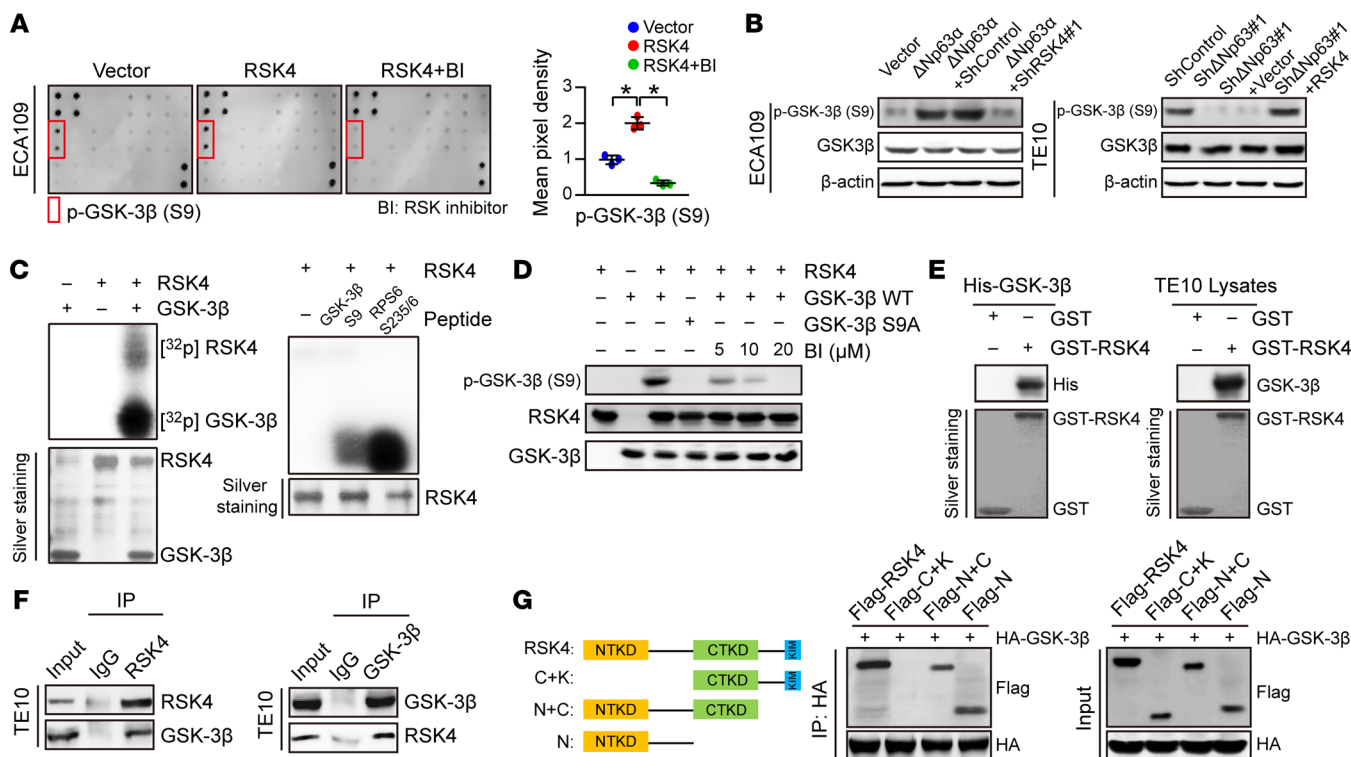 A
Vector
RSK4
RSK4+BI
ECA109
p-GSK-3β (S9)
BI: RSK inhibitor
Vector
RSK4
RSK4+BI
Mean pixel density
3
2
1
0
* *
p-GSK-3β (S9)
B
Vector
ΔNp63α
ΔNp63α
+ShControl
ΔNp63α
+ShRSK4#1
ECA109
p-GSK-3β (S9)
GSK3β
β-actin
ShControl
ShΔNp63#1
ShΔNp63#1
+Vector
ShΔNp63#1
+RSK4
TE10
p-GSK-3β (S9)
GSK3β
β-actin
C
– + + RSK4
+ – + GSK-3β
[32p] RSK4
[32p] GSK-3β
Silver staining
RSK4
GSK-3β
+ + + RSK4
– GSK-3β S9 RPS6 S235/6 Peptide
Silver staining
RSK4
D
+ – + + + + + RSK4
– + + – + + + GSK-3β WT
– – – + – – – GSK-3β S9A
– – – – 5 10 20 BI (μM)
p-GSK-3β (S9)
RSK4
GSK-3β
E
His-GSK-3β
+ – GST
– + GST-RSK4
His
Silver staining
GST-RSK4
GST
TE10 Lysates
+ – GST
– + GST-RSK4
GSK-3β
Silver staining
GST-RSK4
GST
F
IP
Input IgG RSK4
TE10
RSK4
GSK-3β
IP
Input IgG GSK-3β
TE10
GSK-3β
RSK4
G
RSK4: NTKD CTKD KIM
C+K: CTKD KIM
N+C: NTKD CTKD
N: NTKD
Flag-RSK4 Flag-C+K Flag-N+C Flag-N
+ + + + HA-GSK-3β
IP: HA
Flag
HA
Flag-RSK4 Flag-C+K Flag-N+C Flag-N
+ + + + HA-GSK-3β
Input
Flag
HA